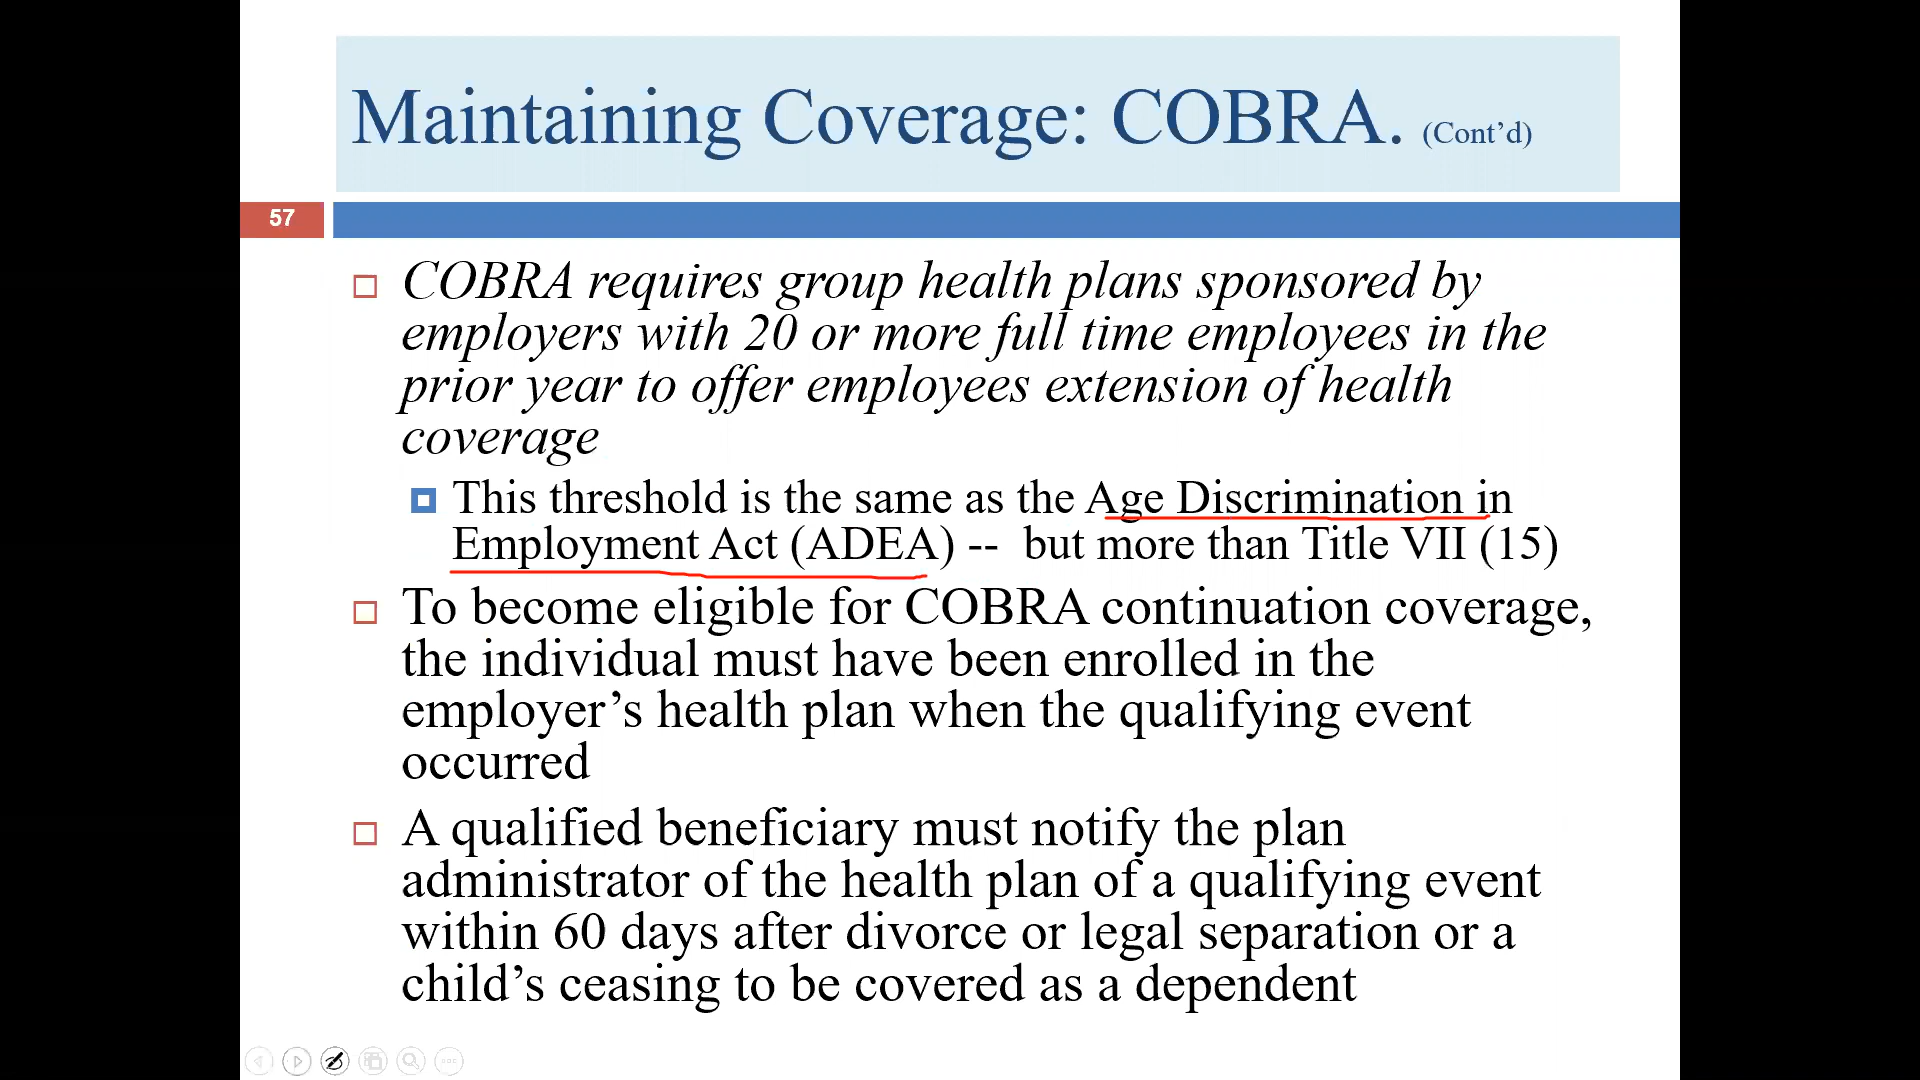 Maintaining Coverage: COBRA. (Cont’d)
57
COBRA requires group health plans sponsored by
employers with 20 or more full time employees in the
prior year to offer employees extension of health
coverage
This threshold is the same as the Age Discrimination in
Employment Act (ADEA) -- but more than Title VII (15)
To become eligible for COBRA continuation coverage,
the individual must have been enrolled in the
employer’s health plan when the qualifying event
occurred
A qualified beneficiary must notify the plan
administrator of the health plan of a qualifying event
within 60 days after divorce or legal separation or a
child’s ceasing to be covered as a dependent